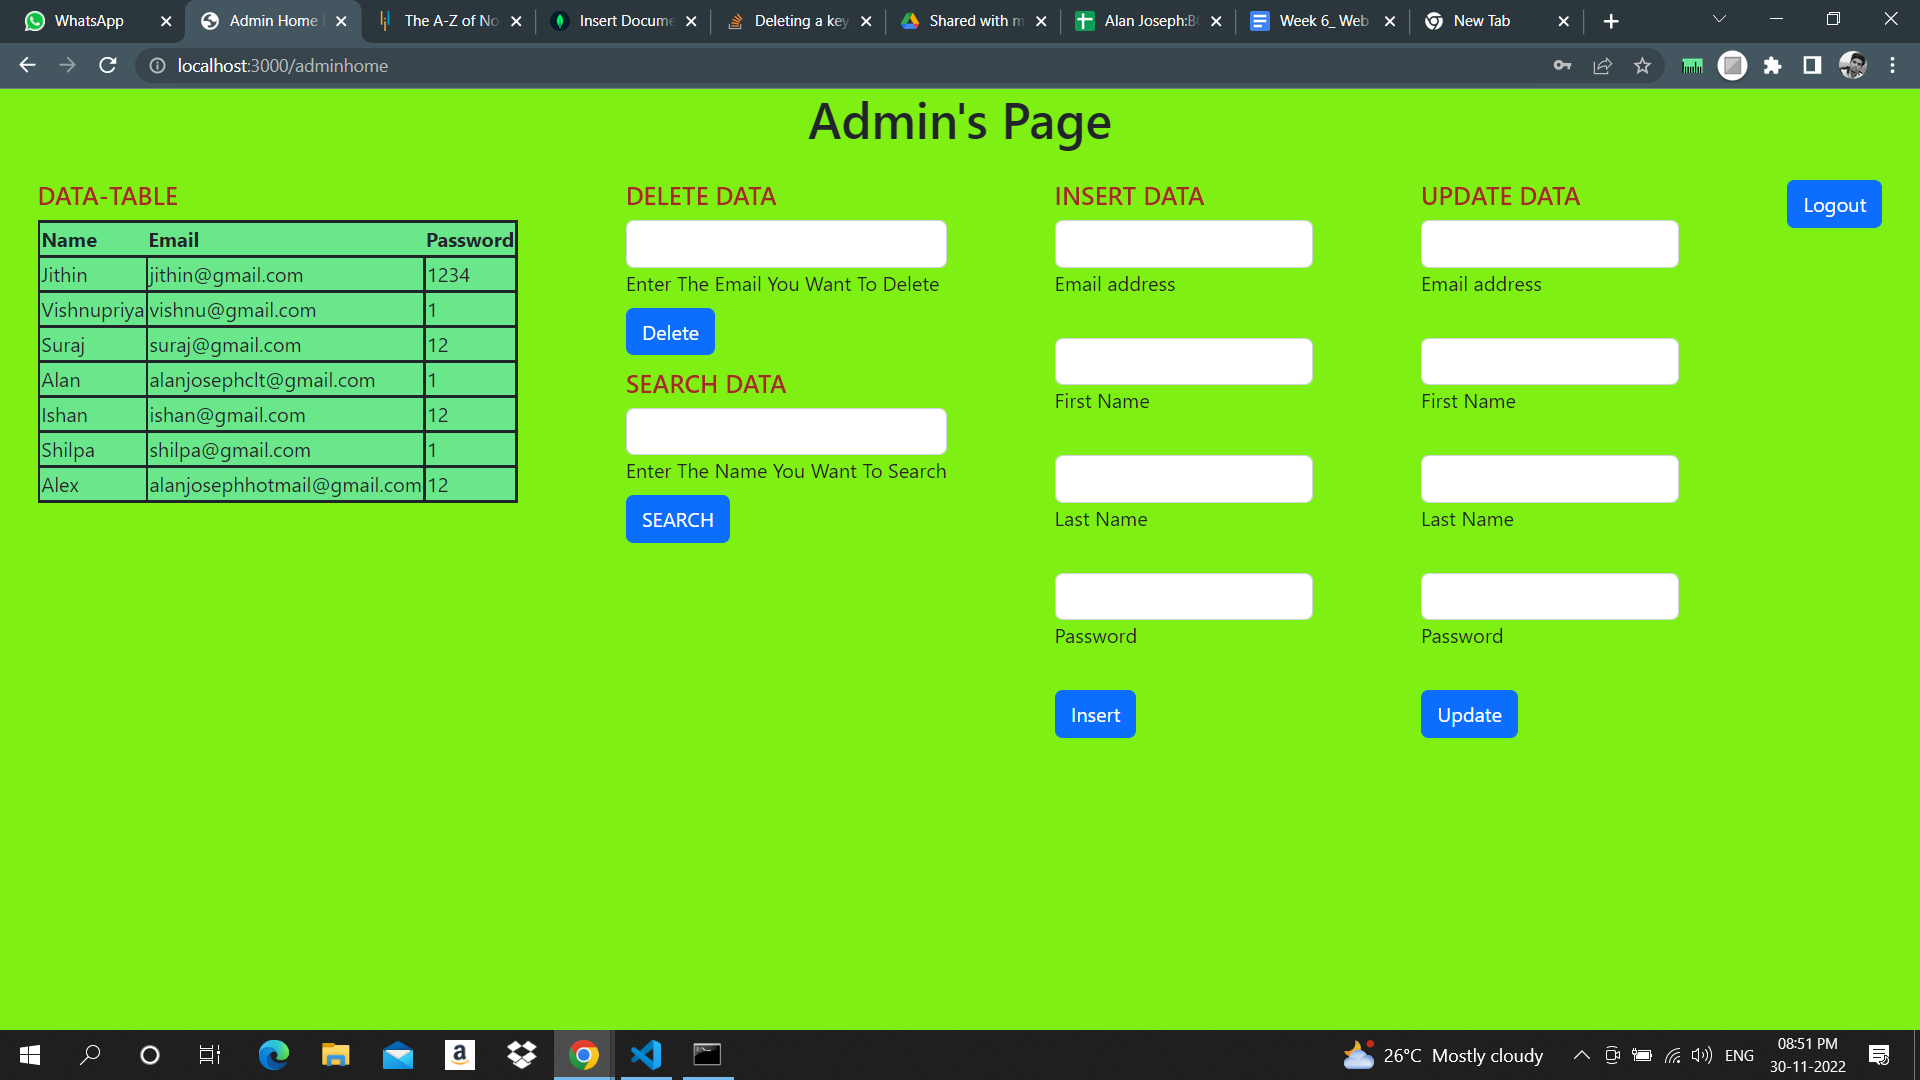 WhatsApp
Admin Home
The A-Z of No
Insert Docume
Deleting a key
Shared with m
Alan Joseph:BC
Week 6_ Web
New Tab
localhost:3000/adminhome
Admin's Page
DATA-TABLE
Name Email Password
Jithin jithin@gmail.com 1234
Vishnupriya vishnu@gmail.com 1
Suraj suraj@gmail.com 12
Alan alanjosephclt@gmail.com 1
Ishan ishan@gmail.com 12
Shilpa shilpa@gmail.com 1
Alex alanjosephhotmail@gmail.com 12
DELETE DATA
Enter The Email You Want To Delete
Delete
SEARCH DATA
Enter The Name You Want To Search
SEARCH
INSERT DATA
Email address
First Name
Last Name
Password
Insert
UPDATE DATA
Email address
First Name
Last Name
Password
Update
Logout
26°C Mostly cloudy
ENG
08:51 PM
30-11-2022